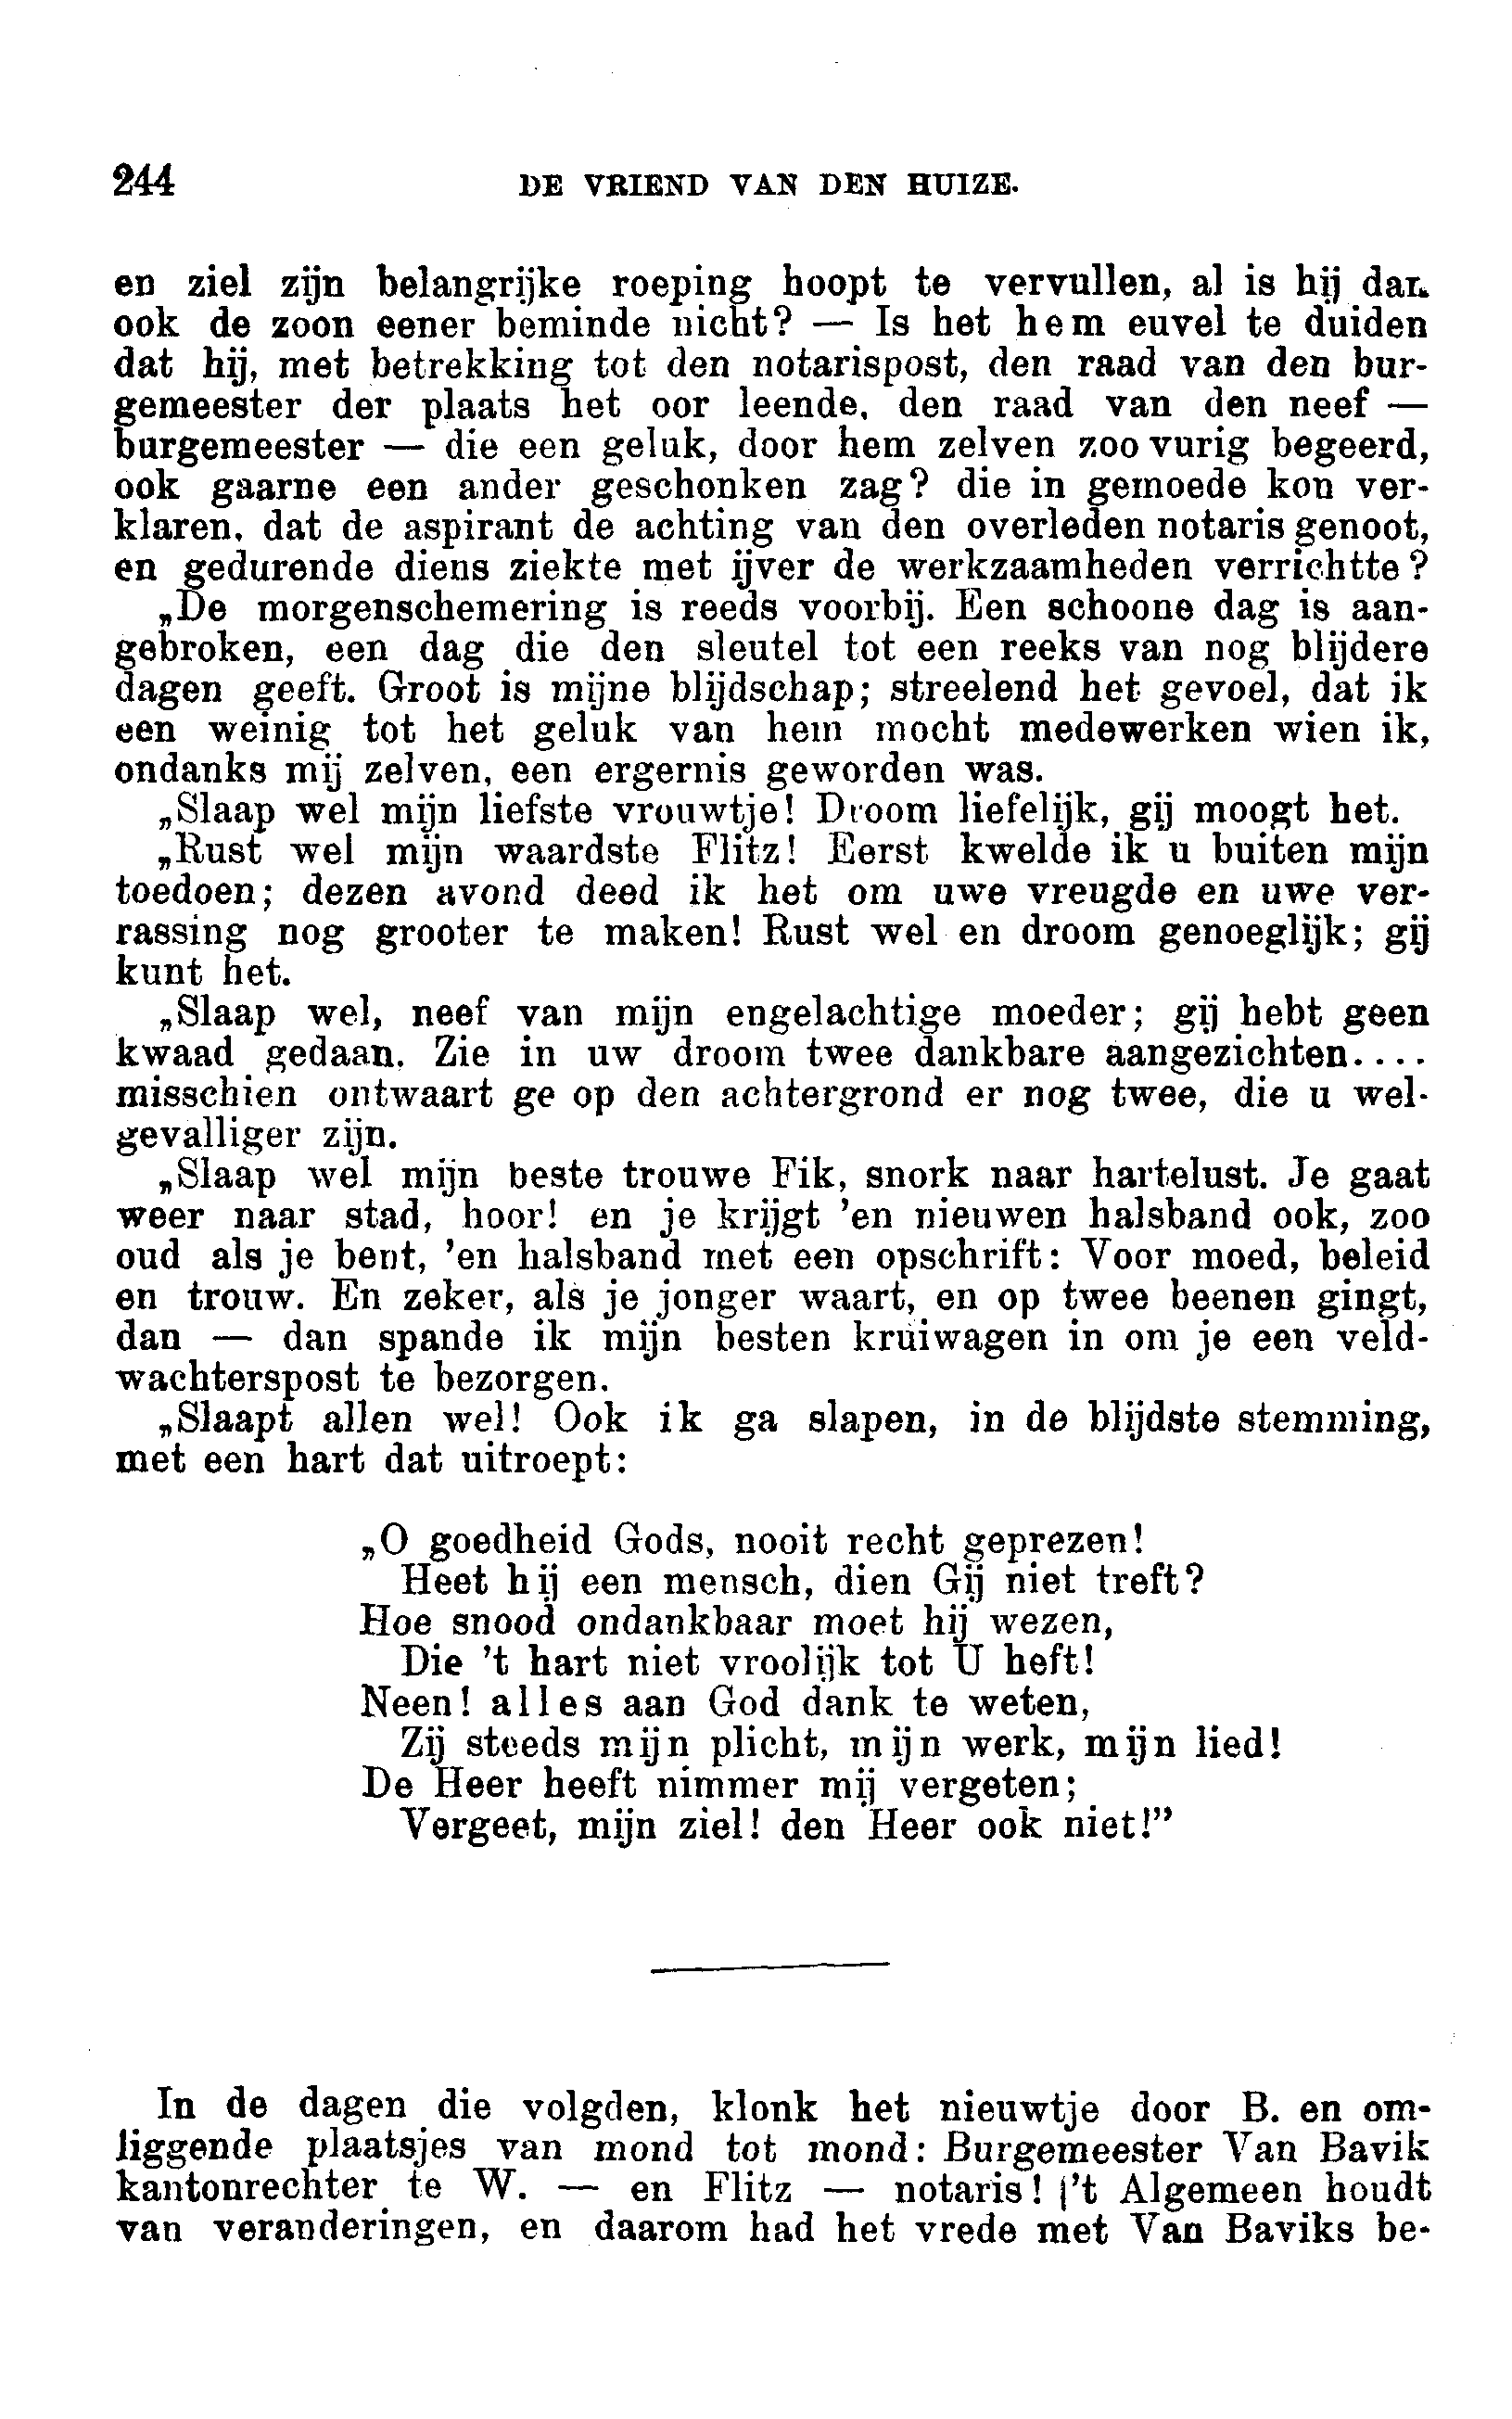 244 DE VRIEND VAN DEN HUIZE.
en ziel zijn belangrijke roeping hoopt te vervullen, al is hij dan
ook de zoon eener beminde nicht? — Is het hem euvel te duiden
dat hij, met betrekking tot den notarispost, den raad van den bur-
gemeester der plaats het oor leende, den raad van den neef —
burgemeester — die een geluk, door hem zelven zoo vurig begeerd,
ook gaarne een ander geschonken zag? die in gemoede kon ver-
klaren, dat de aspirant de achting van den overleden notaris genoot,
en gedurende diens ziekte met ijver de werkzaamheden verrichtte?
„De morgenschemering is reeds voorbij. Een schoone dag is aan-
gebroken, een dag die den sleutel tot een reeks van nog blijdere
dagen geeft. Groot is mijne blijdschap; streelend het gevoel, dat ik
een weinig tot het geluk van hem mocht medewerken wien ik,
ondanks mij zelven, een ergernis geworden was.
„Slaap wel mijn liefste vrouwtje! Droom liefelijk, gij moogt het.
„Rust wel mijn waardste Flitz! Eerst kwelde ik u buiten mijn
toedoen; dezen avond deed ik het om uwe vreugde en uwe ver-
rassing nog grooter te maken! Rust wel en droom genoeglijk; gij
kunt het.
„Slaap wel, neef van mijn engelachtige moeder; gij hebt geen
kwaad gedaan. Zie in uw droom twee dankbare aangezichten....
misschien ontwaart ge op den achtergrond er nog twee, die u wel-
gevalliger zijn.
„Slaap wel mijn beste trouwe Fik, snork naar hartelust. Je gaat
weer naar stad, hoor! en je krijgt 'en nieuwen halsband ook, zoo
oud als je bent, 'en halsband met een opschrift: Voor moed, beleid
en trouw. En zeker, als je jonger waart, en op twee beenen gingt,
dan — dan spande ik mijn besten kruiwagen in om je een veld-
wachterspost te bezorgen.
„Slaapt allen wel! Ook ik ga slapen, in de blijdste stemming,
met een hart dat uitroept:
„O goedheid Gods, nooit recht geprezen!
Heet hij een mensch, dien Gij niet treft?
Hoe snood ondankbaar moet hij wezen,
Die 't hart niet vroolijk tot U heft!
Neen! alles aan God dank te weten,
Zij steeds mijn plicht, mijn werk, mijn lied!
De Heer heeft nimmer mij vergeten;
Vergeet, mijn ziel! den Heer ook niet!”
In de dagen die volgden, klonk het nieuwtje door B. en om-
liggende plaatsjes van mond tot mond: Burgemeester Van Bavik
kantonrechter te W. — en Flitz — notaris! 't Algemeen houdt
van veranderingen, en daarom had het vrede met Van Baviks be-